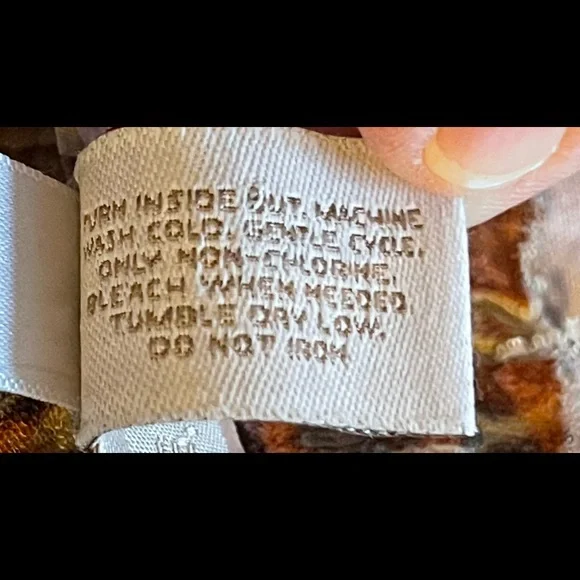 TURN INSIDE OUT. MACHINE
WASH COLD. GENTLE CYCLE.
ONLY NON-CHLORINE.
BLEACH WHEN NEEDED.
TUMBLE DRY LOW.
DO NOT IRON